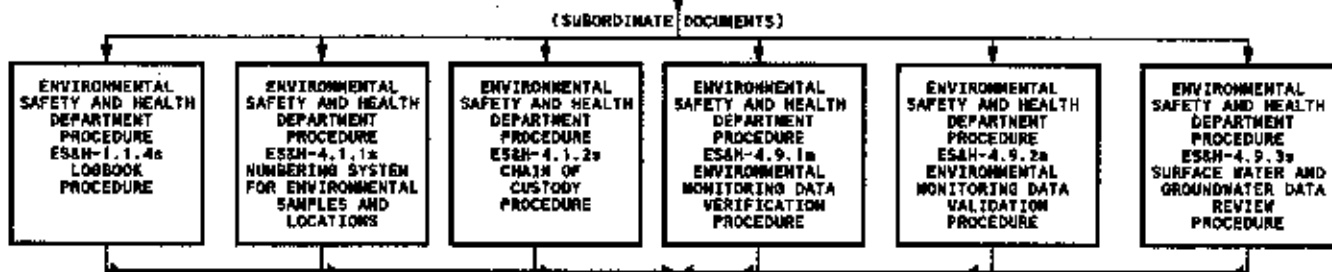 (SUBORDINATE DOCUMENTS)
ENVIRONMENTAL
SAFETY AND HEALTH
DEPARTMENT
PROCEDURE
ES&H-1.1.4s
LOGBOOK
PROCEDURE
ENVIRONMENTAL
SAFETY AND HEALTH
DEPARTMENT
PROCEDURE
ES&H-4.1.1s
NUMBERING SYSTEM
FOR ENVIRONMENTAL
SAMPLES AND
LOCATIONS
ENVIRONMENTAL
SAFETY AND HEALTH
DEPARTMENT
PROCEDURE
ES&H-4.1.2s
CHAIN OF
CUSTODY
PROCEDURE
ENVIRONMENTAL
SAFETY AND HEALTH
DEPARTMENT
PROCEDURE
ES&H-4.9.1s
ENVIRONMENTAL
MONITORING DATA
VERIFICATION
PROCEDURE
ENVIRONMENTAL
SAFETY AND HEALTH
DEPARTMENT
PROCEDURE
ES&H-4.9.2s
ENVIRONMENTAL
MONITORING DATA
VALIDATION
PROCEDURE
ENVIRONMENTAL
SAFETY AND HEALTH
DEPARTMENT
PROCEDURE
ES&H-4.9.3s
SURFACE WATER AND
GROUNDWATER DATA
REVIEW
PROCEDURE